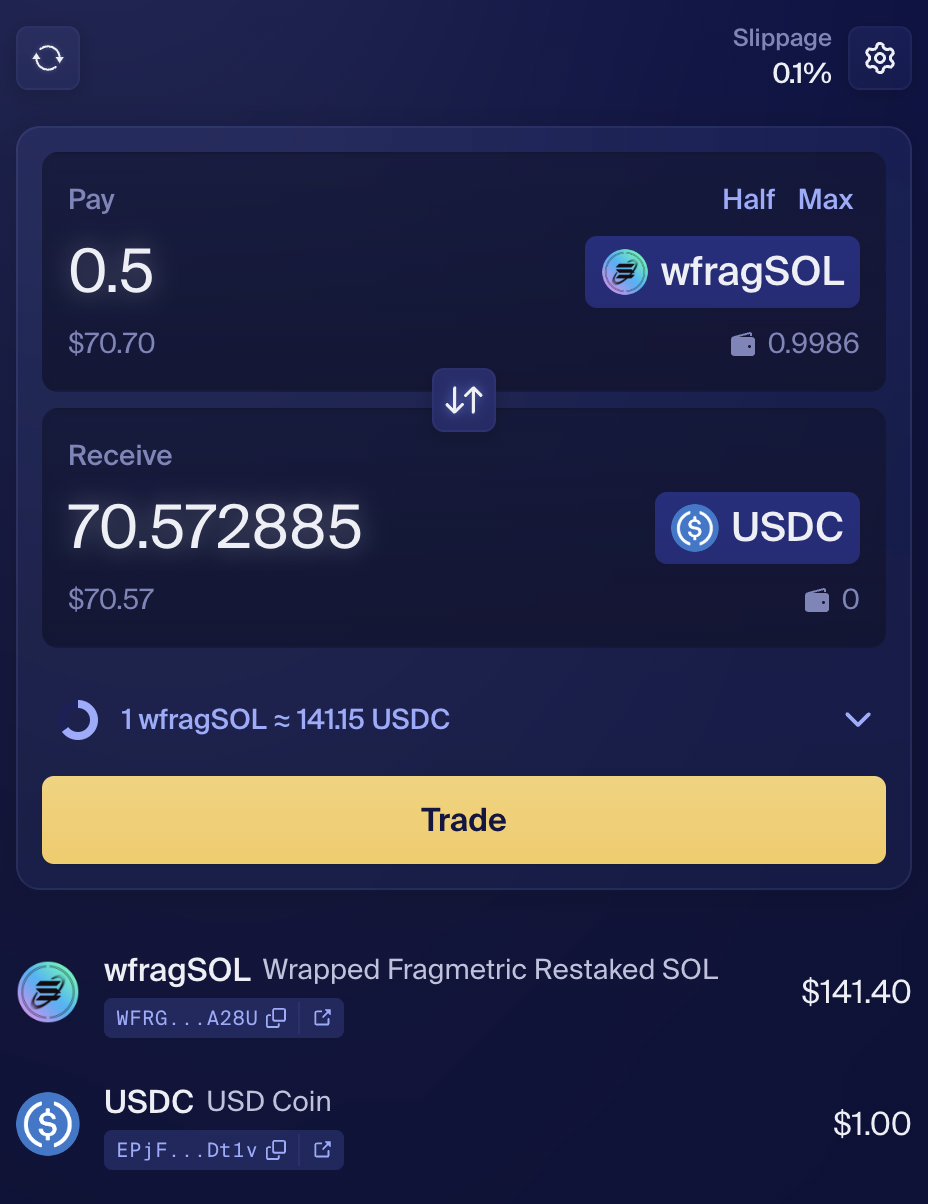 Slippage
0.1%
Pay Half Max
0.5 wfragSOL
$70.70 0.9986
Receive
70.572885 USDC
$70.57 0
1 wfragSOL ≈ 141.15 USDC
Trade
wfragSOL Wrapped Fragmetric Restaked SOL $141.40
WFRG...A28U
USDC USD Coin $1.00
EPjF...Dt1v